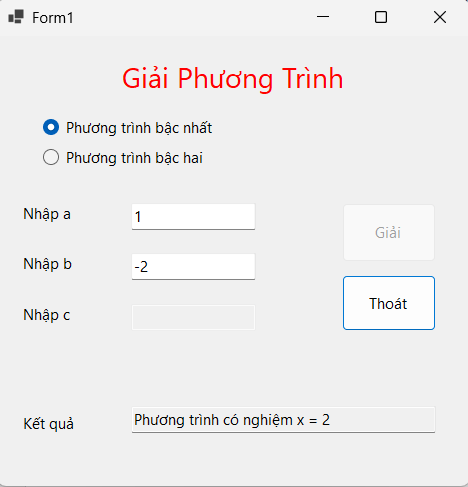 Form1
Giải Phương Trình
Phương trình bậc nhất
Phương trình bậc hai
Nhập a
1
Giải
Nhập b
-2
Thoát
Nhập c
Kết quả
Phương trình có nghiệm x = 2